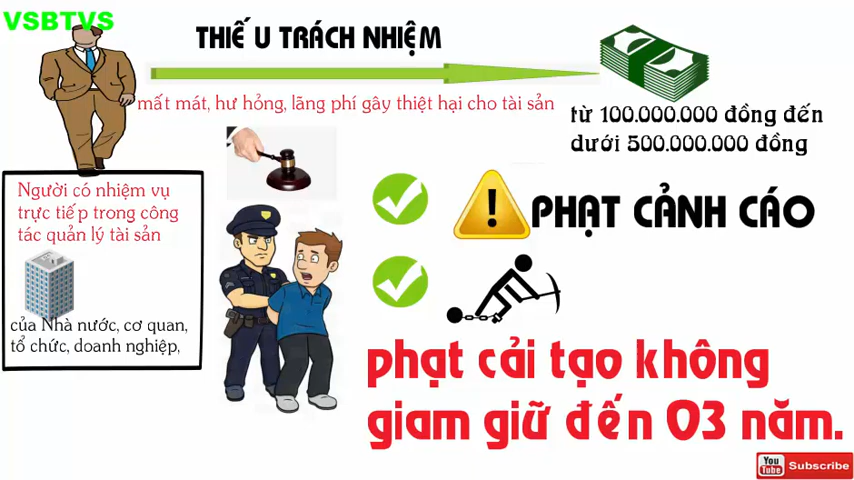 VSBTVS
THIẾU TRÁCH NHIỆM
mất mát, hư hỏng, lãng phí gây thiệt hại cho tài sản
từ 100.000.000 đồng đến
dưới 500.000.000 đồng
Người có nhiệm vụ
trực tiếp trong công
tác quản lý tài sản
của Nhà nước, cơ quan,
tổ chức, doanh nghiệp,
PHẠT CẢNH CÁO
phạt cải tạo không
giam giữ đến 03 năm.
You Tube Subscribe